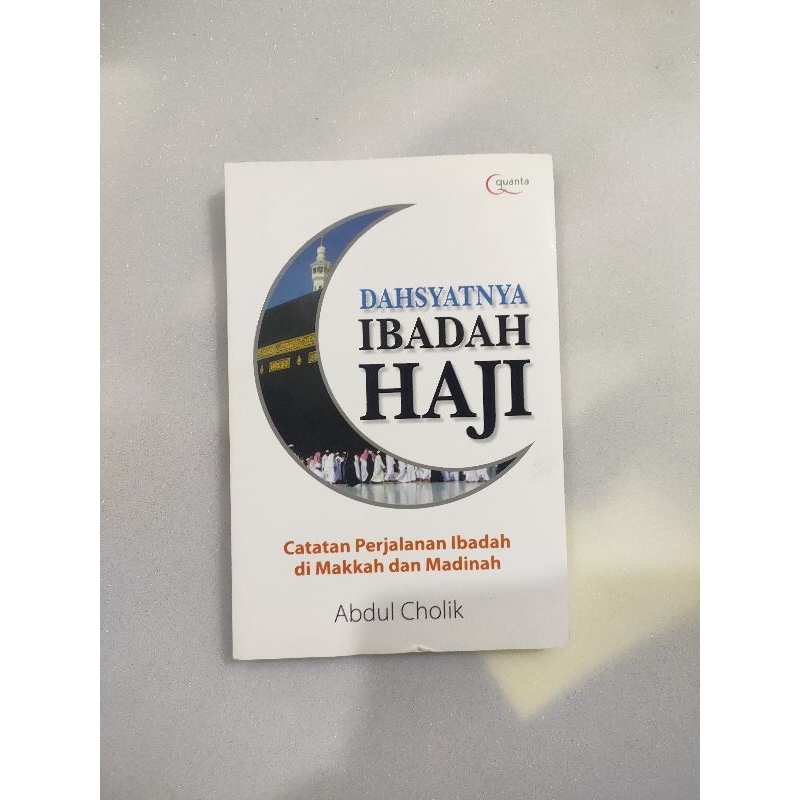 quanta
DAHSYATNYA
IBADAH
HAJI
Catatan Perjalanan Ibadah
di Makkah dan Madinah
Abdul Cholik